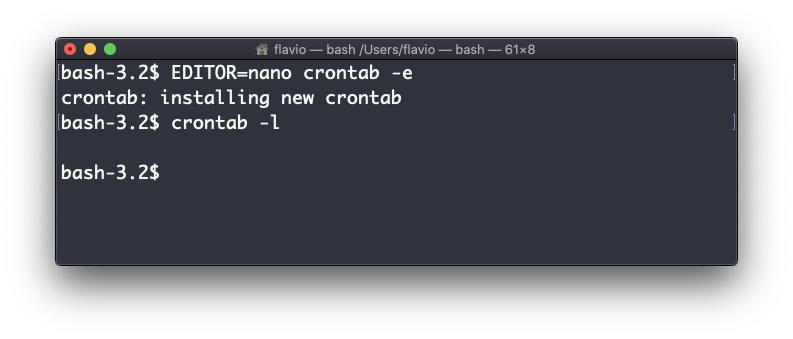 flavio — bash /Users/flavio — bash — 61×8
bash-3.2$ EDITOR=nano crontab -e
crontab: installing new crontab
bash-3.2$ crontab -l
bash-3.2$